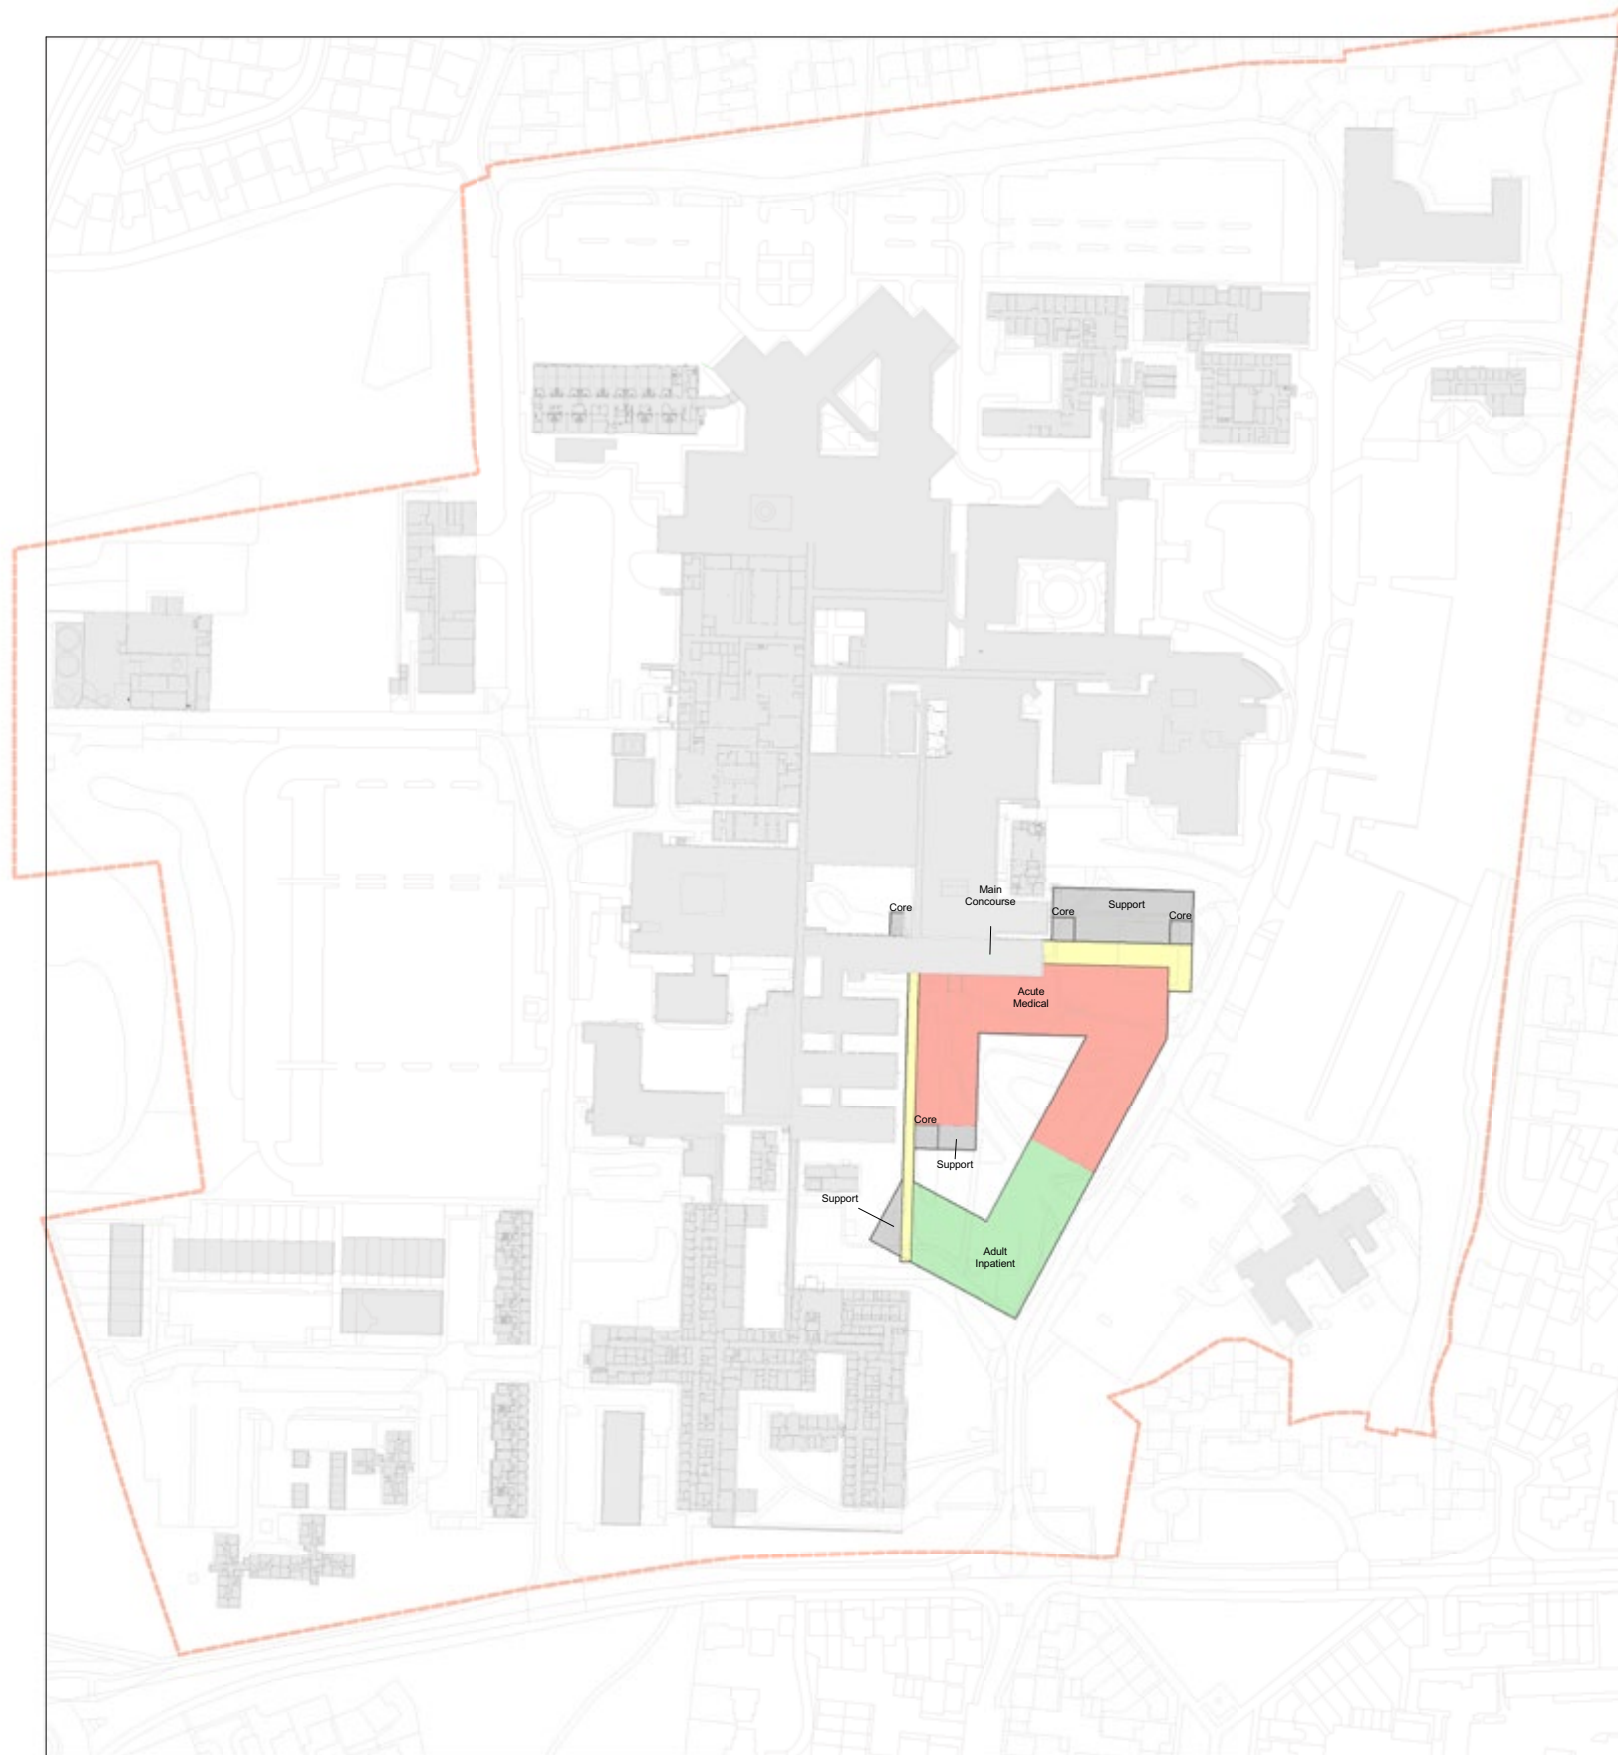 Main
Concourse
Core
Support
Core
Core
Acute
Medical
Core
Support
Support
Adult
Inpatient